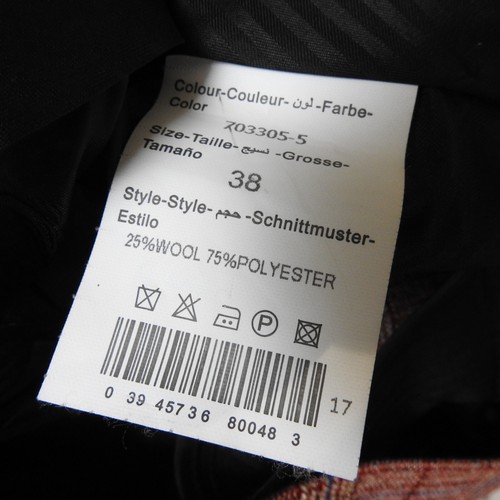 Colour-Couleur- لون -Farbe-
Color
703305-5
Size-Taille- نسيج -Grosse-
Tamaño
38
Style-Style- حجم -Schnittmuster-
Estilo
25%WOOL 75%POLYESTER
P
17
0 39 45736 80048 3